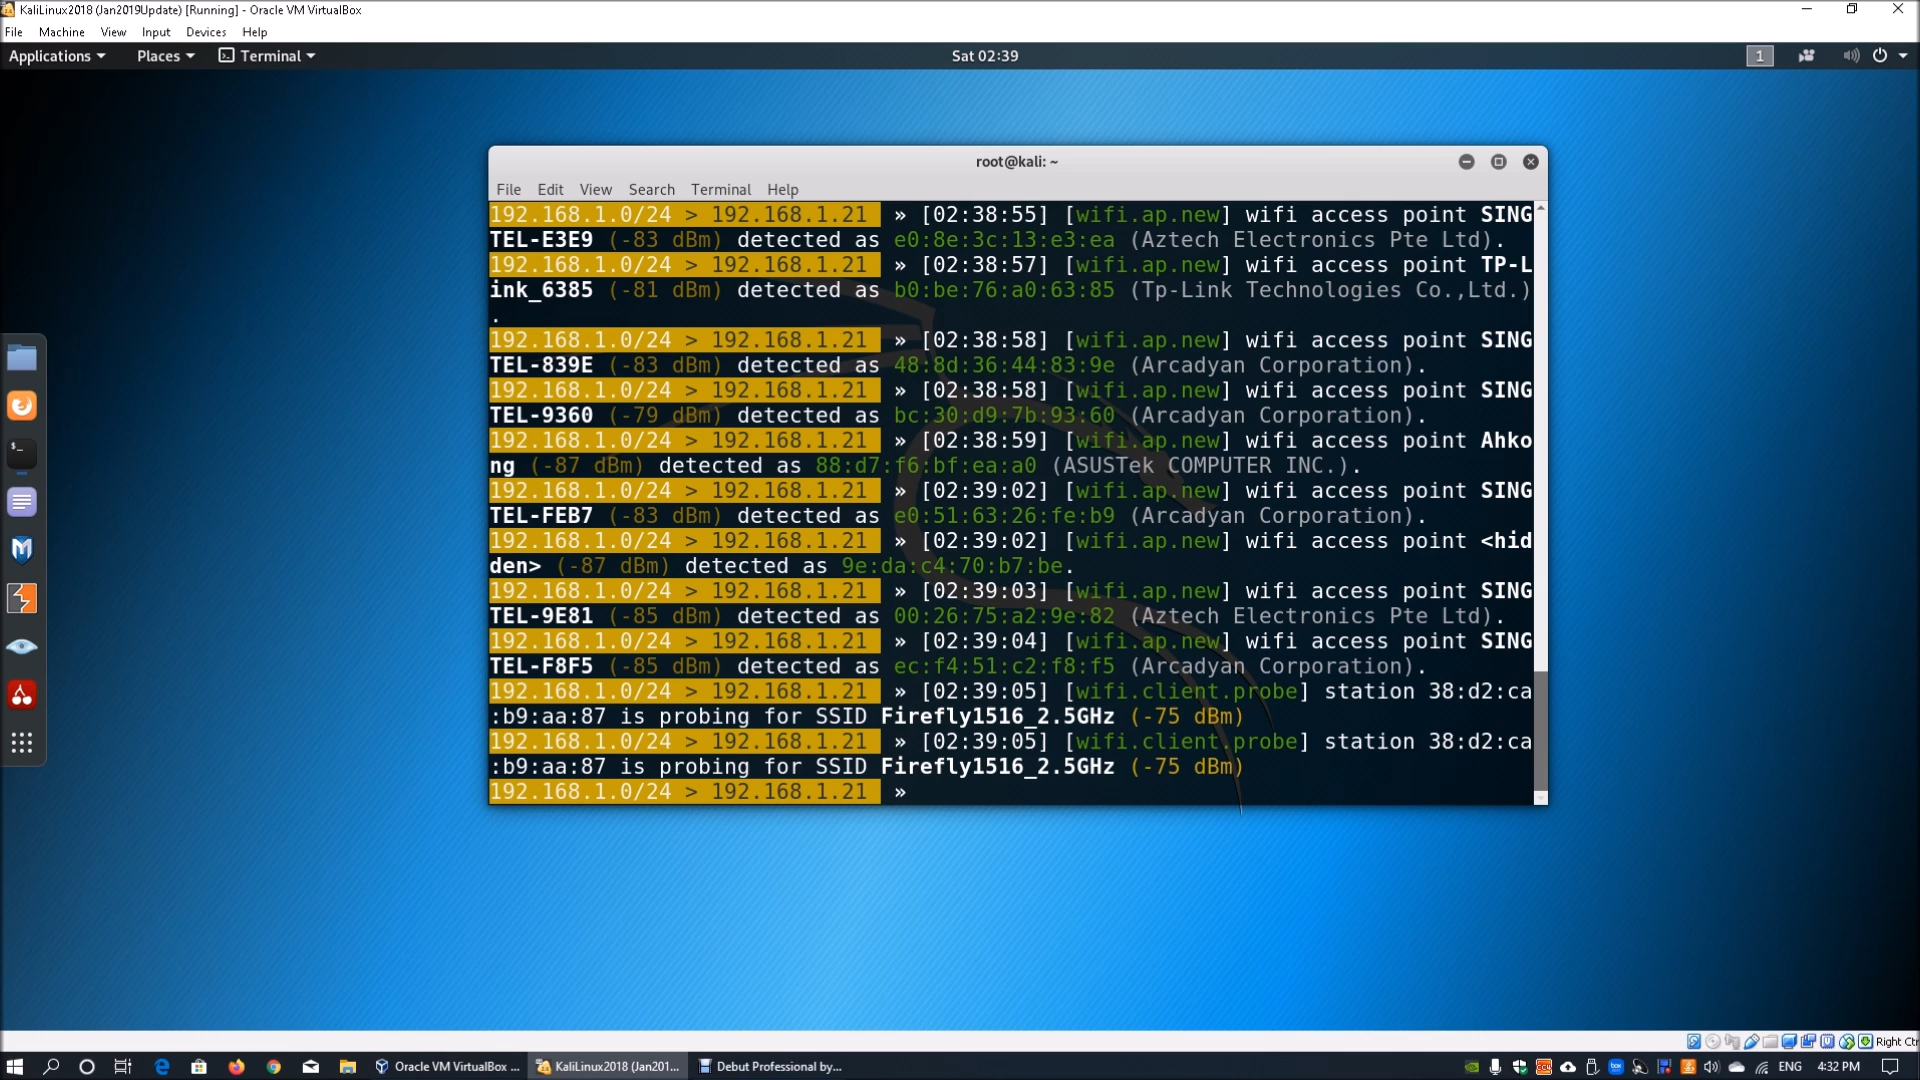 KaliLinux2018 (Jan2019Update) [Running] - Oracle VM VirtualBox
File Machine View Input Devices Help
Applications Places Terminal Sat 02:39 1
root@kali: ~
File Edit View Search Terminal Help
192.168.1.0/24 > 192.168.1.21 » [02:38:55] [wifi.ap.new] wifi access point SING
TEL-E3E9 (-83 dBm) detected as e0:8e:3c:13:e3:ea (Aztech Electronics Pte Ltd).
192.168.1.0/24 > 192.168.1.21 » [02:38:57] [wifi.ap.new] wifi access point TP-L
ink_6385 (-81 dBm) detected as b0:be:76:a0:63:85 (Tp-Link Technologies Co.,Ltd.)
.
192.168.1.0/24 > 192.168.1.21 » [02:38:58] [wifi.ap.new] wifi access point SING
TEL-839E (-83 dBm) detected as 48:8d:36:44:83:9e (Arcadyan Corporation).
192.168.1.0/24 > 192.168.1.21 » [02:38:58] [wifi.ap.new] wifi access point SING
TEL-9360 (-79 dBm) detected as bc:30:d9:7b:93:60 (Arcadyan Corporation).
192.168.1.0/24 > 192.168.1.21 » [02:38:59] [wifi.ap.new] wifi access point Ahko
ng (-87 dBm) detected as 88:d7:f6:bf:ea:a0 (ASUSTek COMPUTER INC.).
192.168.1.0/24 > 192.168.1.21 » [02:39:02] [wifi.ap.new] wifi access point SING
TEL-FEB7 (-83 dBm) detected as e0:51:63:26:fe:b9 (Arcadyan Corporation).
192.168.1.0/24 > 192.168.1.21 » [02:39:02] [wifi.ap.new] wifi access point <hid
den> (-87 dBm) detected as 9e:da:c4:70:b7:be.
192.168.1.0/24 > 192.168.1.21 » [02:39:03] [wifi.ap.new] wifi access point SING
TEL-9E81 (-85 dBm) detected as 00:26:75:a2:9e:82 (Aztech Electronics Pte Ltd).
192.168.1.0/24 > 192.168.1.21 » [02:39:04] [wifi.ap.new] wifi access point SING
TEL-F8F5 (-85 dBm) detected as ec:f4:51:c2:f8:f5 (Arcadyan Corporation).
192.168.1.0/24 > 192.168.1.21 » [02:39:05] [wifi.client.probe] station 38:d2:ca
:b9:aa:87 is probing for SSID Firefly1516_2.5GHz (-75 dBm)
192.168.1.0/24 > 192.168.1.21 » [02:39:05] [wifi.client.probe] station 38:d2:ca
:b9:aa:87 is probing for SSID Firefly1516_2.5GHz (-75 dBm)
192.168.1.0/24 > 192.168.1.21 »
Right Ctr
Oracle VM VirtualBox ... KaliLinux2018 (Jan201... Debut Professional by... ENG 4:32 PM